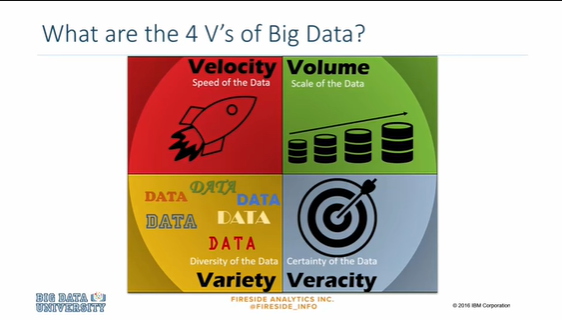 What are the 4 V's of Big Data?
Velocity
Speed of the Data
Volume
Scale of the Data
DATA
DATA
DATA
DATA
DATA
DATA
Diversity of the Data
Variety
Certainty of the Data
Veracity
BIG DATA
UNIVERSITY
FIRESIDE ANALYTICS INC.
@FIRESIDE_INFO
© 2016 IBM Corporation